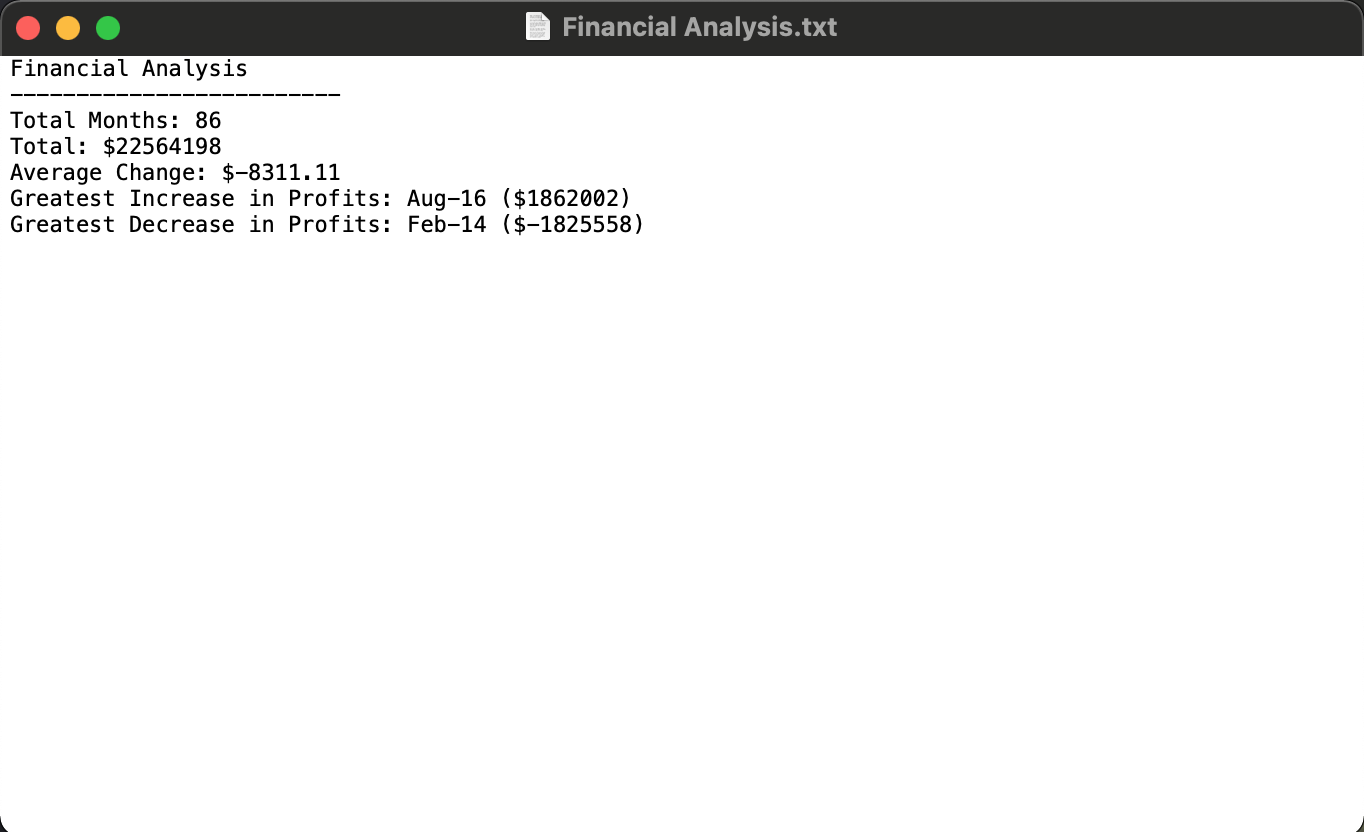 Financial Analysis.txt
Financial Analysis
-------------------------
Total Months: 86
Total: $22564198
Average Change: $-8311.11
Greatest Increase in Profits: Aug-16 ($1862002)
Greatest Decrease in Profits: Feb-14 ($-1825558)